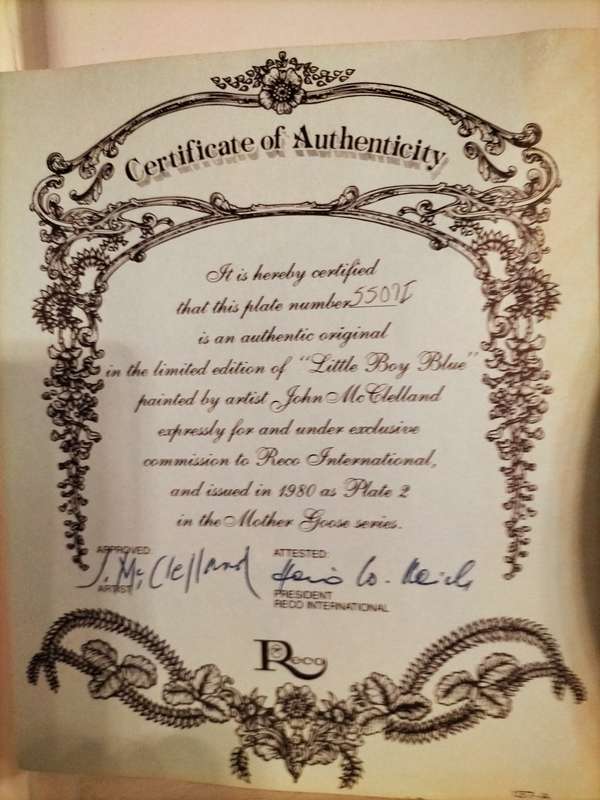 Certificate of Authenticity
It is hereby certified
that this plate number 5507I
is an authentic original
in the limited edition of "Little Boy Blue"
painted by artist John McClelland
expressly for and under exclusive
commission to Reco International,
and issued in 1980 as Plate 2
in the Mother Goose series.
APPROVED: ATTESTED:
J. McClelland
ARTIST PRESIDENT
RECO INTERNATIONAL
Reco